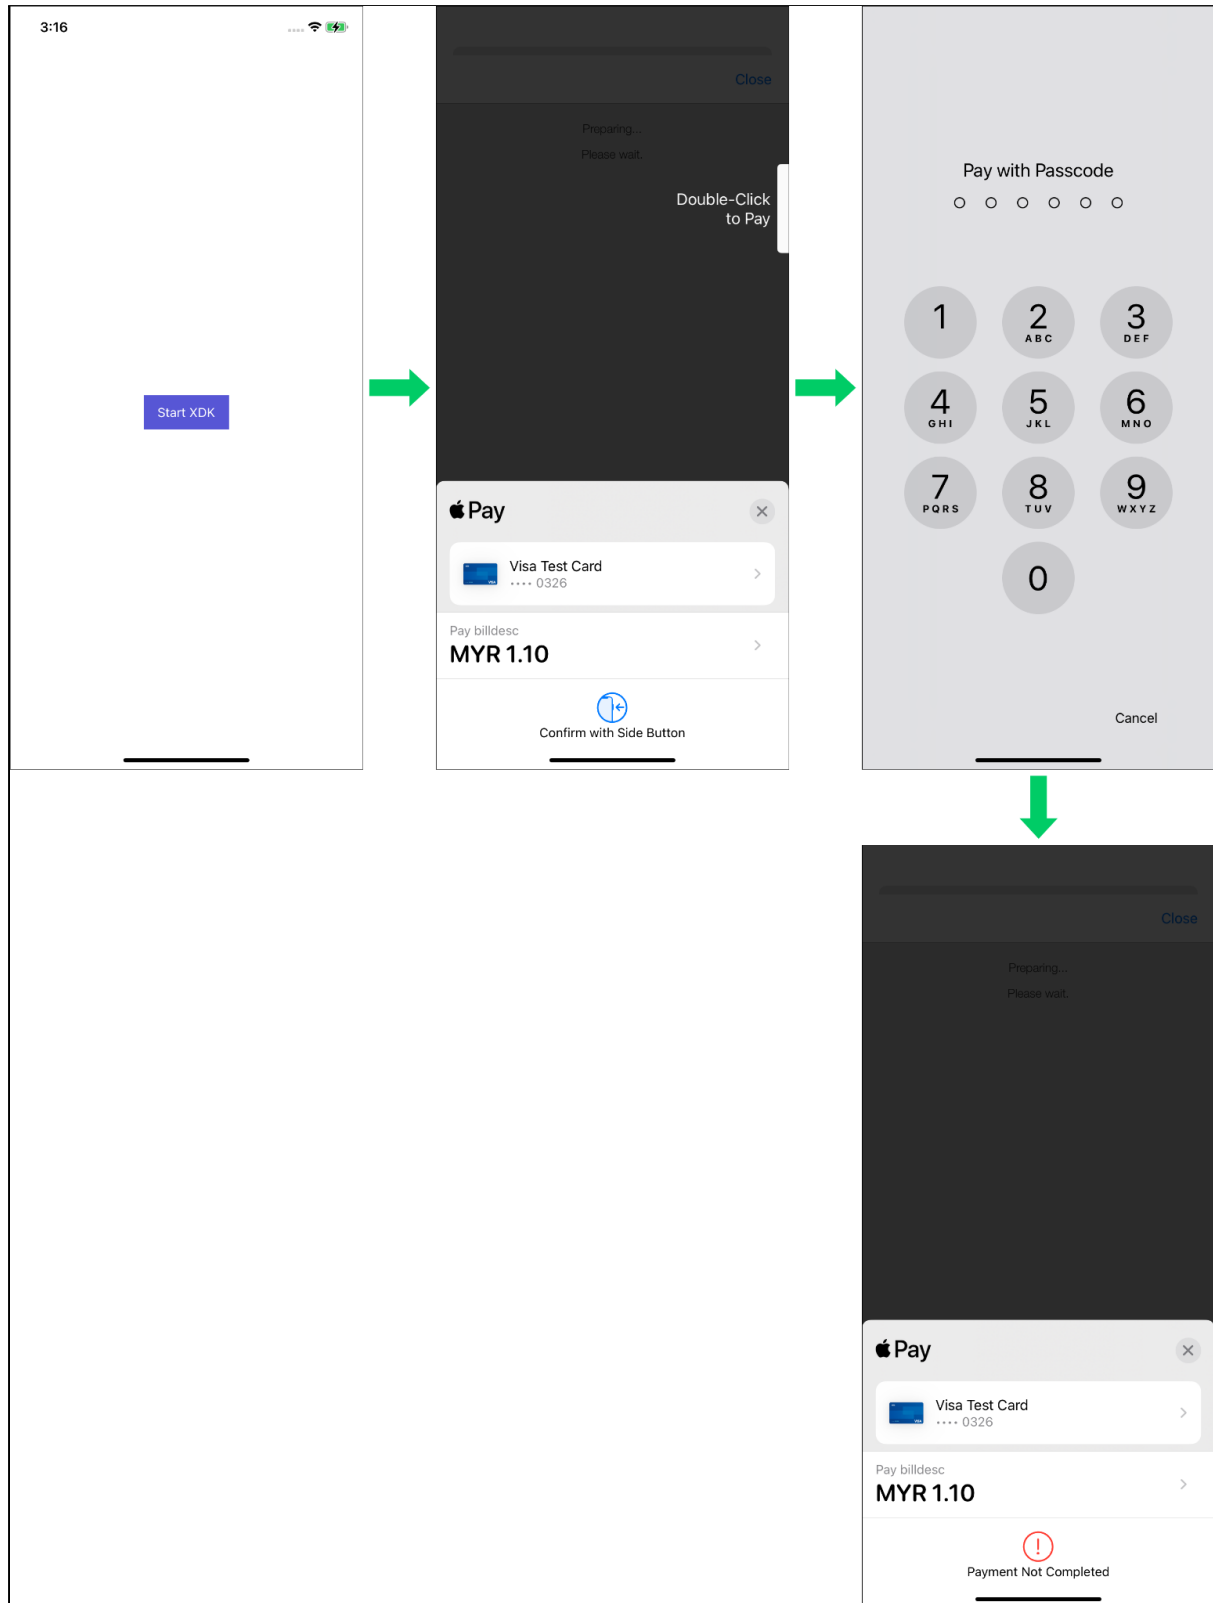 3:16
Start XDK
Close
Preparing...
Please wait.
Double-Click
to Pay
Pay
Visa Test Card
•••• 0326
Pay billdesc
MYR 1.10
Confirm with Side Button
Pay with Passcode
1
2
ABC
3
DEF
4
GHI
5
JKL
6
MNO
7
PQRS
8
TUV
9
WXYZ
0
Cancel
Close
Preparing...
Please wait.
Pay
Visa Test Card
•••• 0326
Pay billdesc
MYR 1.10
Payment Not Completed